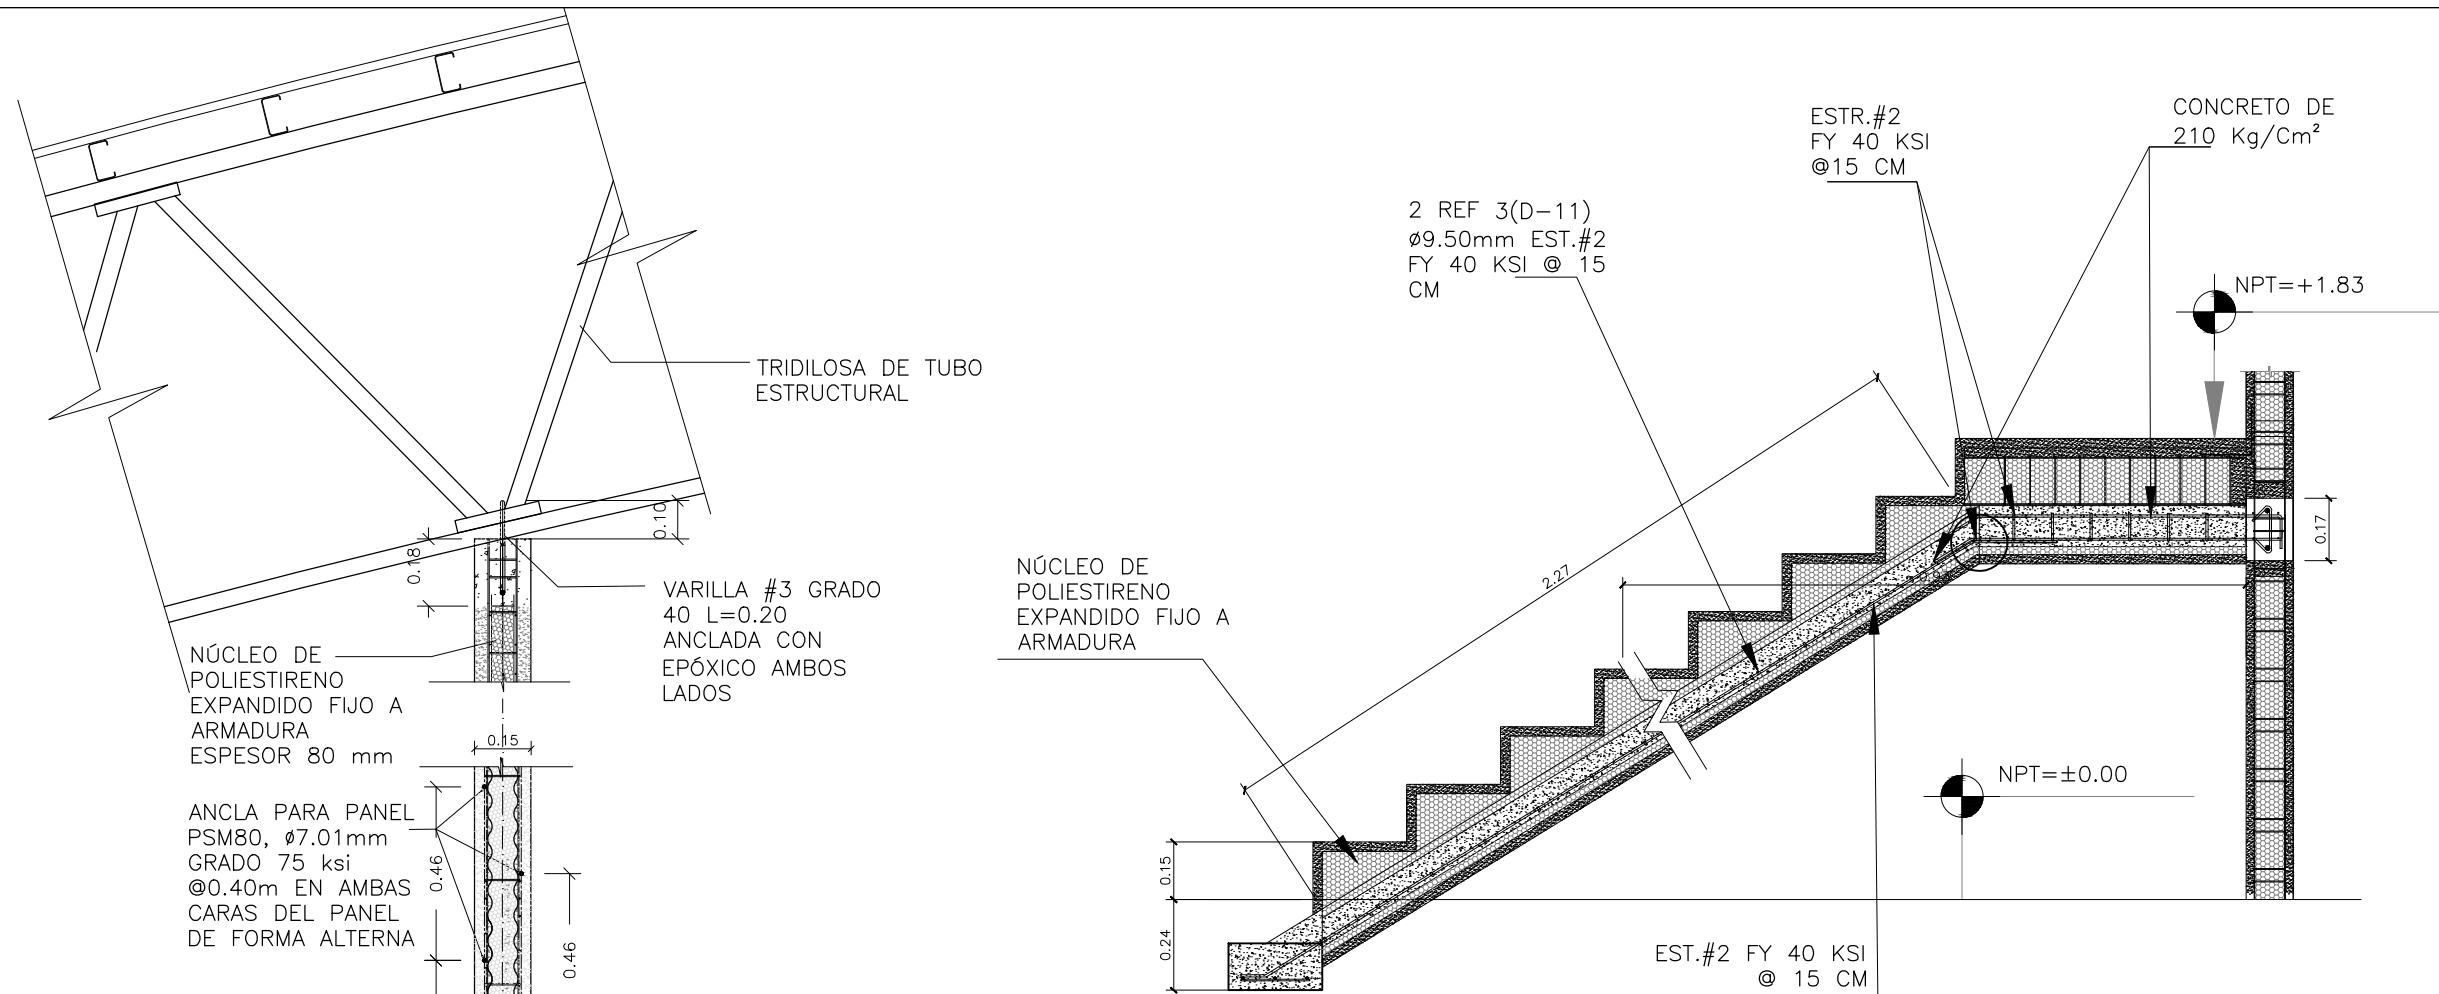 TRIDILOSA DE TUBO
ESTRUCTURAL
0.10
0.18
VARILLA #3 GRADO
40 L=0.20
ANCLADA CON
EPÓXICO AMBOS
LADOS
NÚCLEO DE
POLIESTIRENO
EXPANDIDO FIJO A
ARMADURA
ESPESOR 80 mm
0.15
ANCLA PARA PANEL
PSM80, ø7.01mm
GRADO 75 ksi
@0.40m EN AMBAS
CARAS DEL PANEL
DE FORMA ALTERNA
0.46
0.46
ESTR.#2
FY 40 KSI
@15 CM
CONCRETO DE
210 Kg/Cm²
2 REF 3(D-11)
ø9.50mm EST.#2
FY 40 KSI @ 15
CM
NPT=+1.83
2.27
0.17
NÚCLEO DE
POLIESTIRENO
EXPANDIDO FIJO A
ARMADURA
NPT=±0.00
0.15
0.24
EST.#2 FY 40 KSI
@ 15 CM